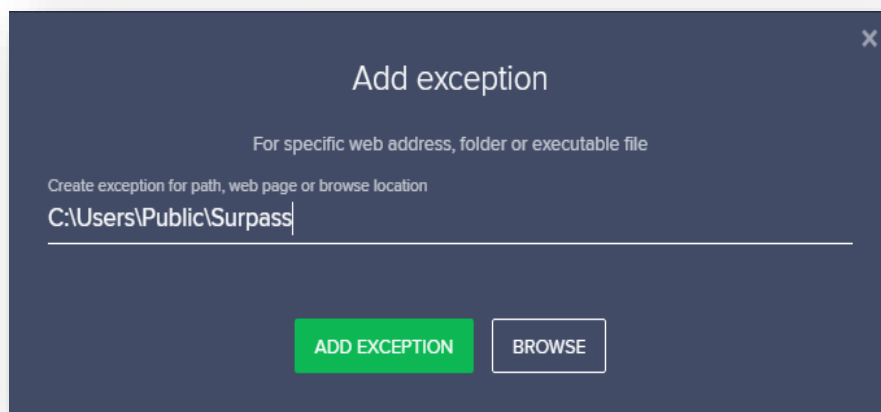 Add exception
For specific web address, folder or executable file
Create exception for path, web page or browse location
C:\Users\Public\Surpass
ADD EXCEPTION
BROWSE